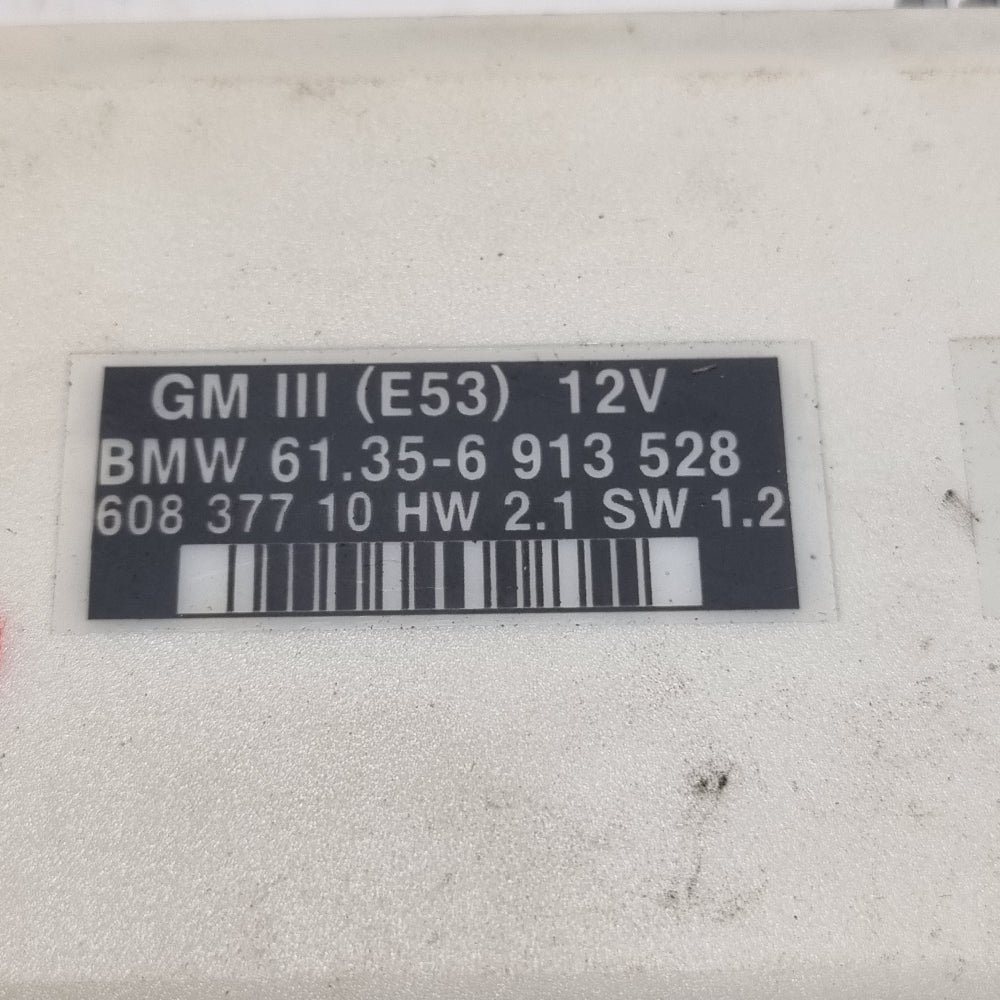 GM III (E53) 12V
BMW 61.35-6 913 528
608 377 10 HW 2.1 SW 1.2